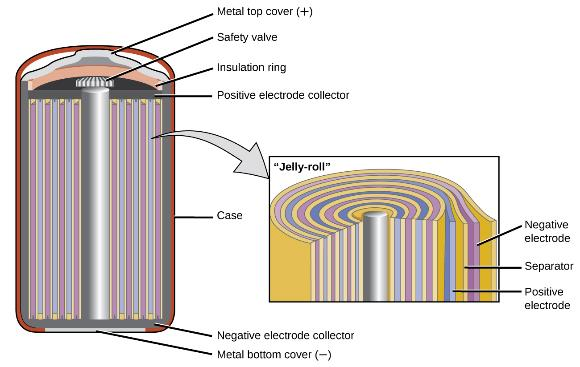 Metal top cover (+)
Safety valve
Insulation ring
Positive electrode collector
"Jelly-roll"
Case
Negative
electrode
Separator
Positive
electrode
Negative electrode collector
Metal bottom cover (−)